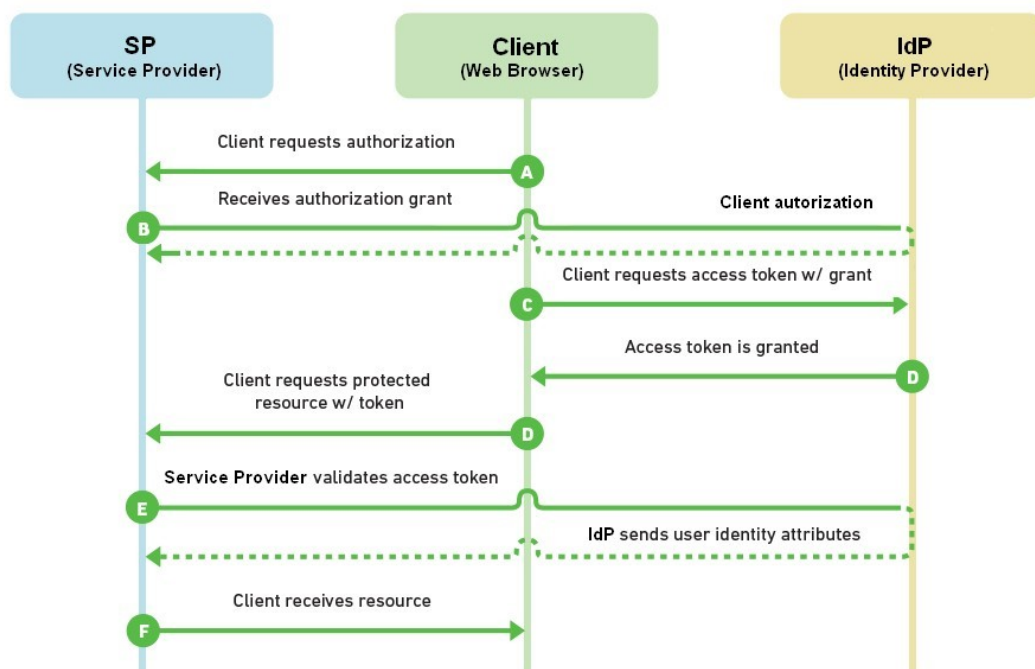 SP
(Service Provider)
Client
(Web Browser)
IdP
(Identity Provider)
Client requests authorization
A
Receives authorization grant
Client autorization
B
Client requests access token w/ grant
C
Access token is granted
D
Client requests protected
resource w/ token
D
Service Provider validates access token
E
IdP sends user identity attributes
Client receives resource
F